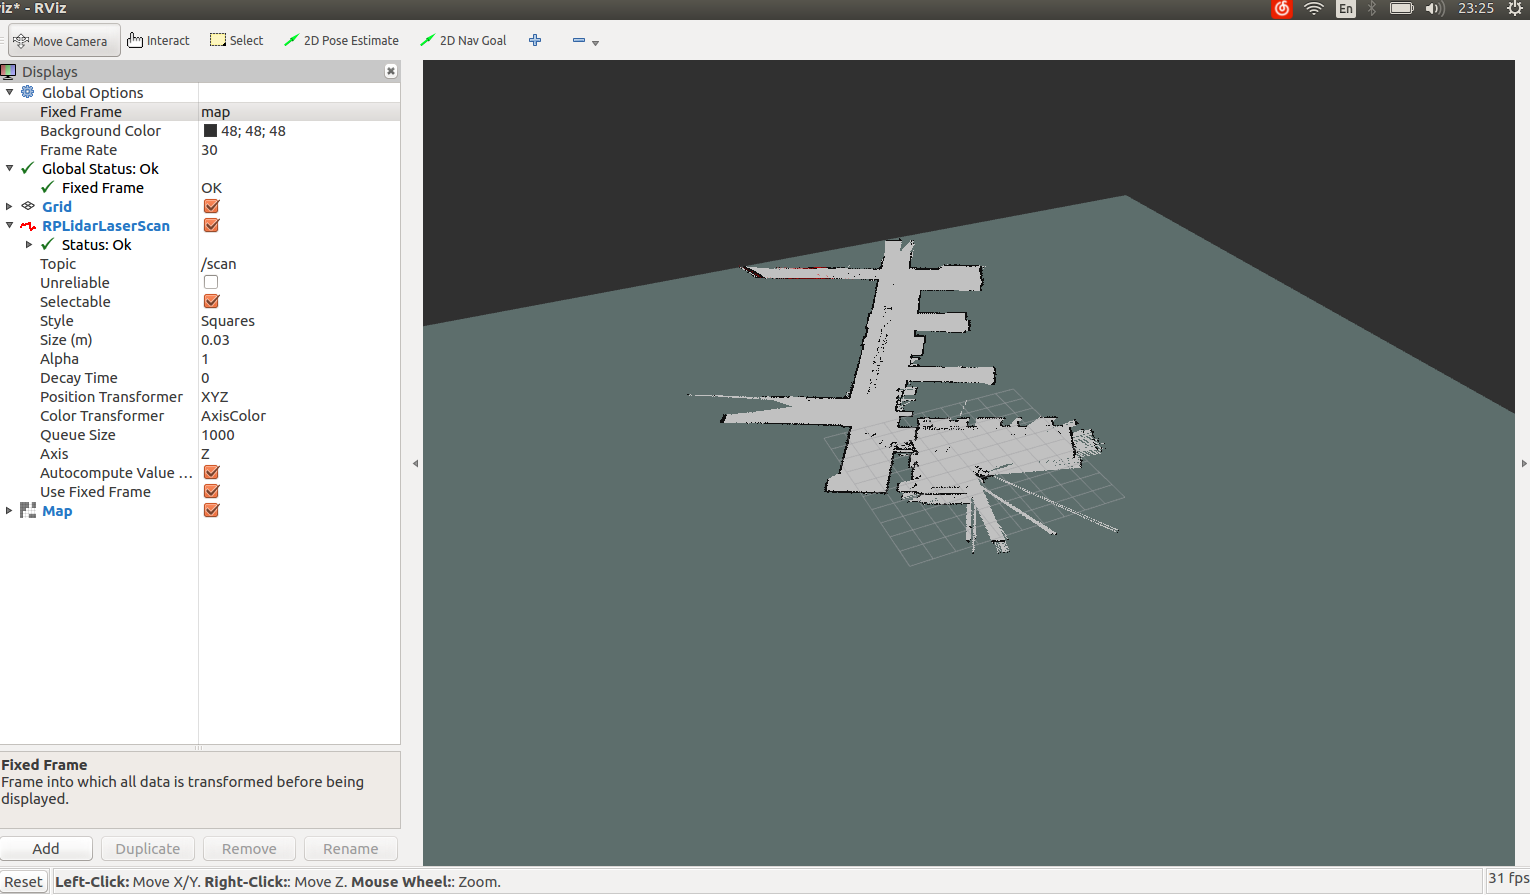 iz* - RViz
En
23:25
Move Camera
Interact
Select
2D Pose Estimate
2D Nav Goal
Displays
Global Options
Fixed Frame map
Background Color 48; 48; 48
Frame Rate 30
Global Status: Ok
Fixed Frame OK
Grid
RPLidarLaserScan
Status: Ok
Topic /scan
Unreliable
Selectable
Style Squares
Size (m) 0.03
Alpha 1
Decay Time 0
Position Transformer XYZ
Color Transformer AxisColor
Queue Size 1000
Axis Z
Autocompute Value ...
Use Fixed Frame
Map
Fixed Frame
Frame into which all data is transformed before being
displayed.
Add Duplicate Remove Rename
Reset Left-Click: Move X/Y. Right-Click:: Move Z. Mouse Wheel:: Zoom. 31 fps